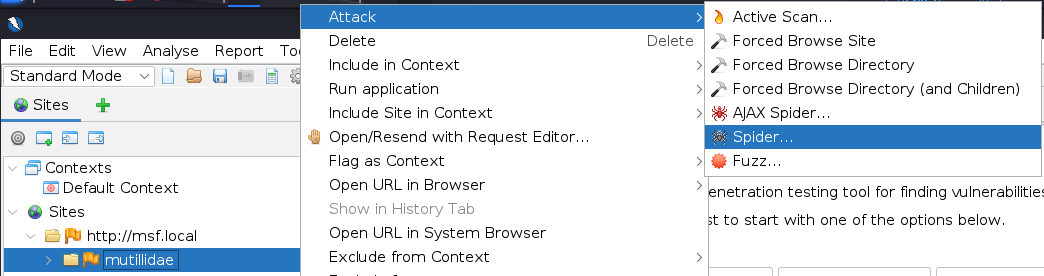 File Edit View Analyse Report
Standard Mode
Sites
Contexts
Default Context
Sites
http://msf.local
mutillidae
Attack
Delete Delete
Include in Context
Run application
Include Site in Context
Open/Resend with Request Editor...
Flag as Context
Open URL in Browser
Show in History Tab
Open URL in System Browser
Exclude from Context
Active Scan...
Forced Browse Site
Forced Browse Directory
Forced Browse Directory (and Children)
AJAX Spider...
Spider...
Fuzz...
enetration testing tool for finding vulnerabilities
st to start with one of the options below.